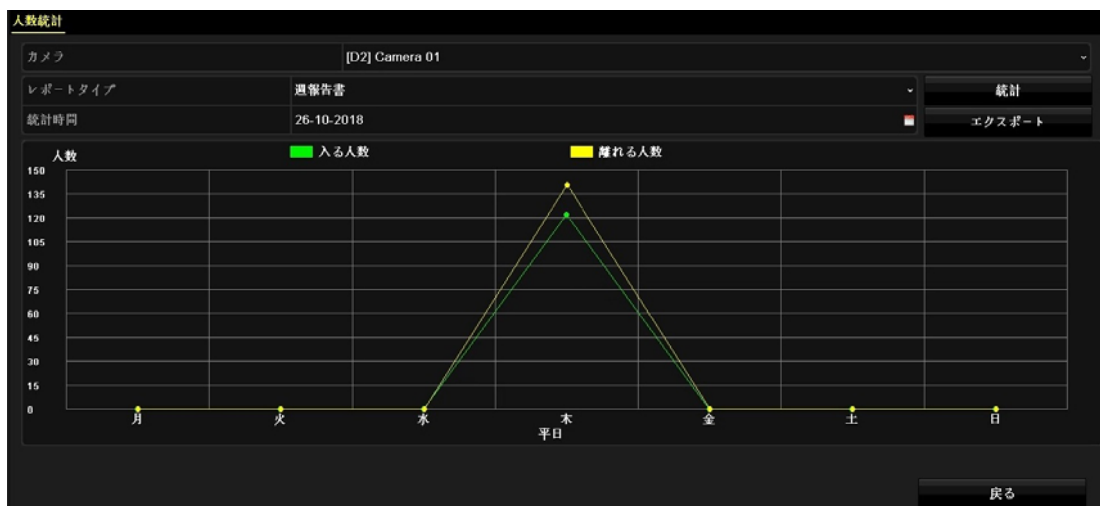 人数統計
カメラ [D2] Camera 01
レポートタイプ 週報告書 統計
統計時間 26-10-2018 エクスポート
人数 入る人数 離れる人数
150
135
120
105
90
75
60
45
30
15
0
月 火 水 木 金 土 日
平日
戻る